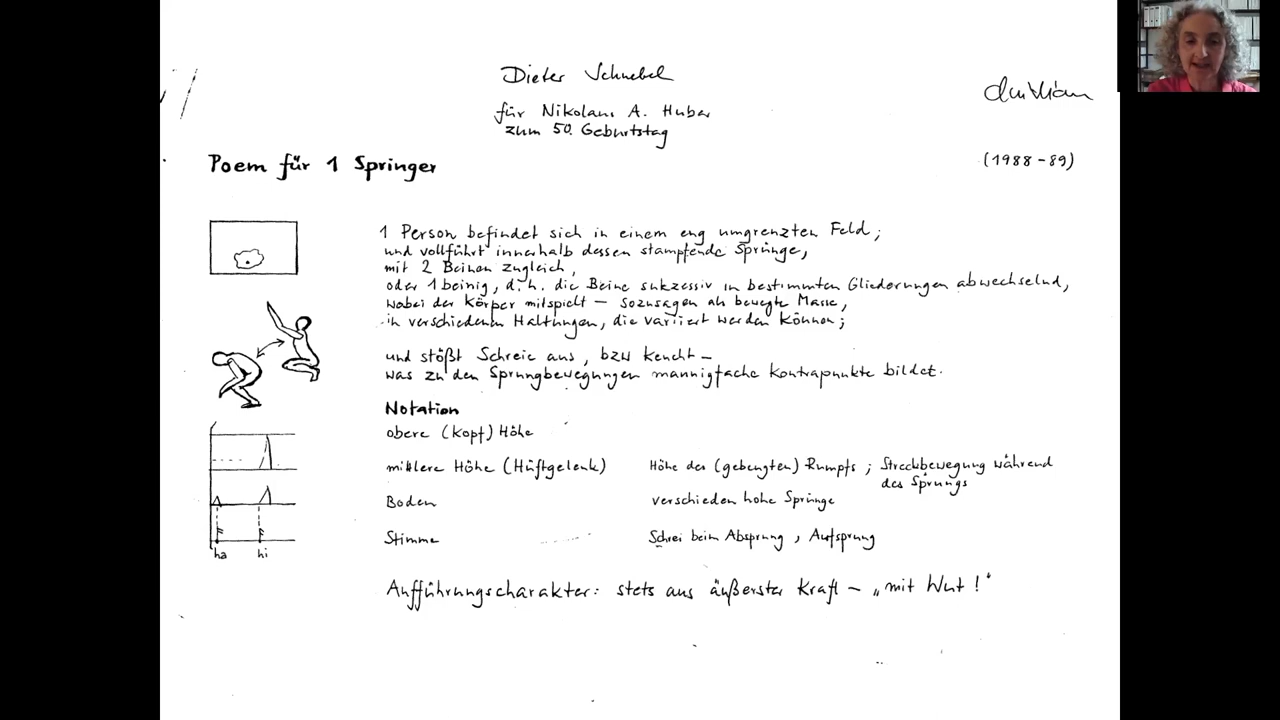 Dieter Schnebel
für Nikolaus A. Huber
zum 50. Geburtstag
Poem für 1 Springer
(1988-89)
1 Person befindet sich in einem eng umgrenzten Feld;
und vollführt innerhalb dessen stampfende Sprünge,
mit 2 Beinen zugleich,
oder 1beinig, d.h. die Beine sukzessiv in bestimmten Gliederungen abwechselnd,
wobei der Körper mitspielt – sozusagen als bewegte Masse,
in verschiedenen Haltungen, die variiert werden können;
und stößt Schreie aus, bzw keucht –
was zu den Sprungbewegungen mannigfache Kontrapunkte bildet.
Notation
obere (Kopf) Höhe
mittlere Höhe (Hüftgelenk) Höhe des (gebeugten) Rumpfs; Streckbewegung während
des Sprungs
Boden verschieden hohe Sprünge
Stimme Schrei beim Absprung, Aufsprung
ha hi
Aufführungscharakter: stets aus äußerster Kraft – „mit Wut!"